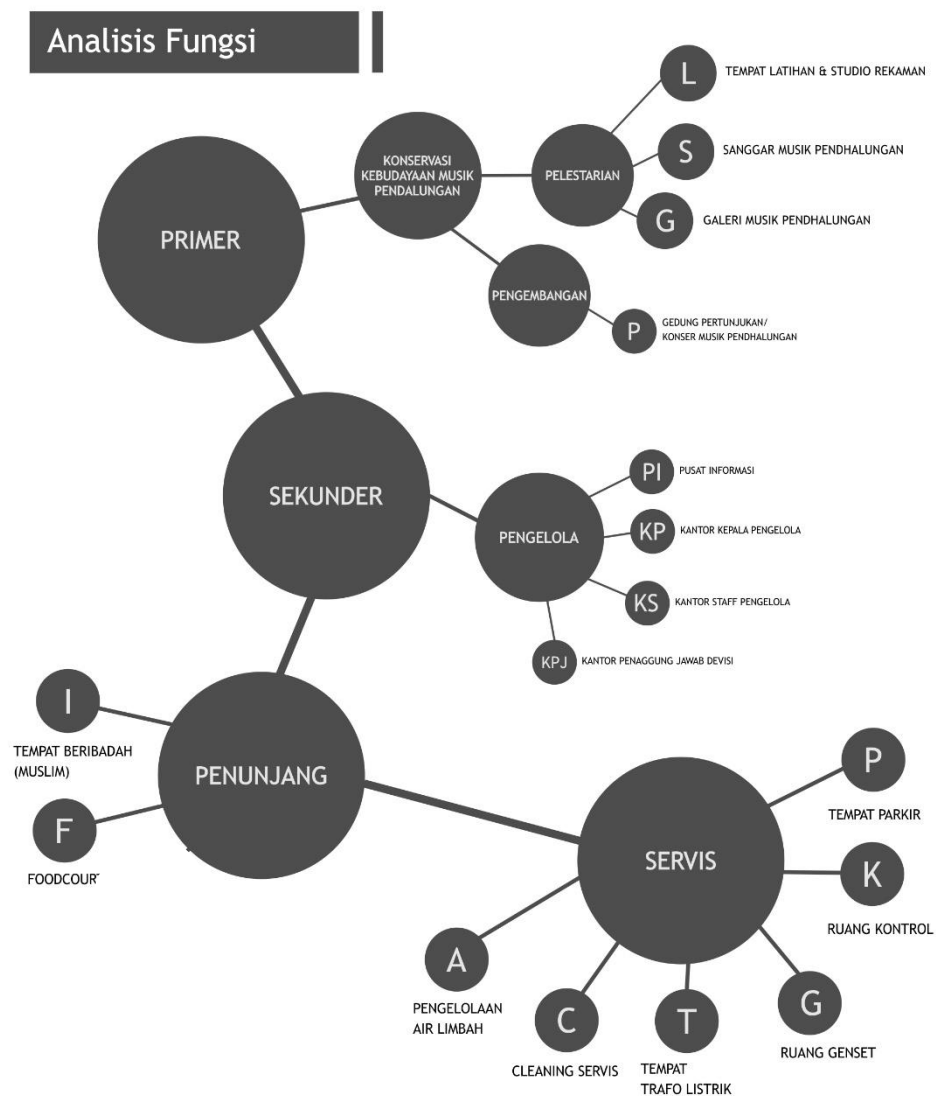 Analisis Fungsi
PRIMER
KONSERVASI
KEBUDAYAAN MUSIK
PENDALUNGAN
PELESTARIAN
L
TEMPAT LATIHAN & STUDIO REKAMAN
S
SANGGAR MUSIK PENDHALUNGAN
G
GALERI MUSIK PENDHALUNGAN
PENGEMBANGAN
P
GEDUNG PERTUNJUKAN/
KONSER MUSIK PENDHALUNGAN
SEKUNDER
PENGELOLA
PI
PUSAT INFORMASI
KP
KANTOR KEPALA PENGELOLA
KS
KANTOR STAFF PENGELOLA
KPJ
KANTOR PENAGGUNG JAWAB DEVISI
PENUNJANG
I
TEMPAT BERIBADAH
(MUSLIM)
F
FOODCOURT
SERVIS
P
TEMPAT PARKIR
K
RUANG KONTROL
G
RUANG GENSET
T
TEMPAT
TRAFO LISTRIK
C
CLEANING SERVIS
A
PENGELOLAAN
AIR LIMBAH